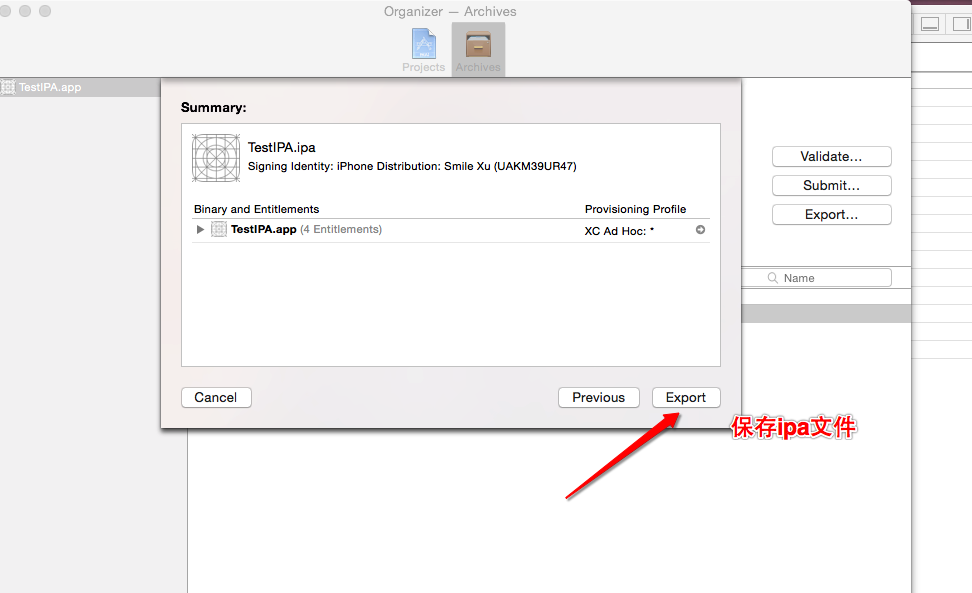 Organizer — Archives
Projects
Archives
TestIPA.app
Summary:
TestIPA.ipa
Signing Identity: iPhone Distribution: Smile Xu (UAKM39UR47)
Binary and Entitlements Provisioning Profile
TestIPA.app (4 Entitlements) XC Ad Hoc: *
Cancel
Previous
Export
Validate...
Submit...
Export...
Name
保存ipa文件